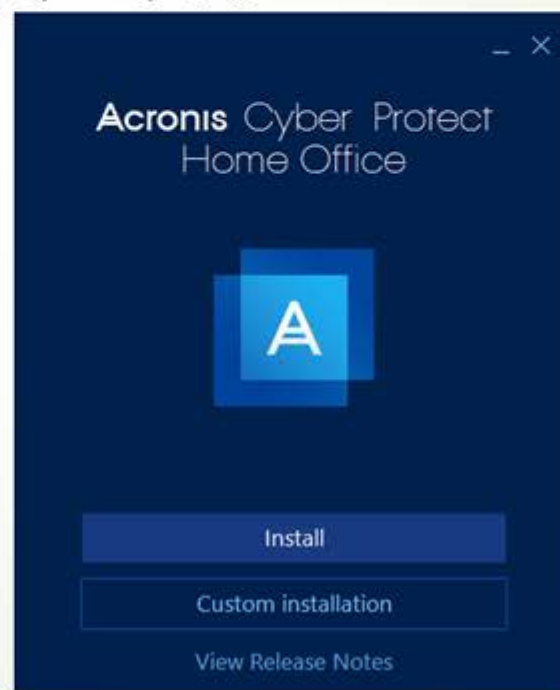 Acronis Cyber Protect
Home Office
A
Install
Custom installation
View Release Notes